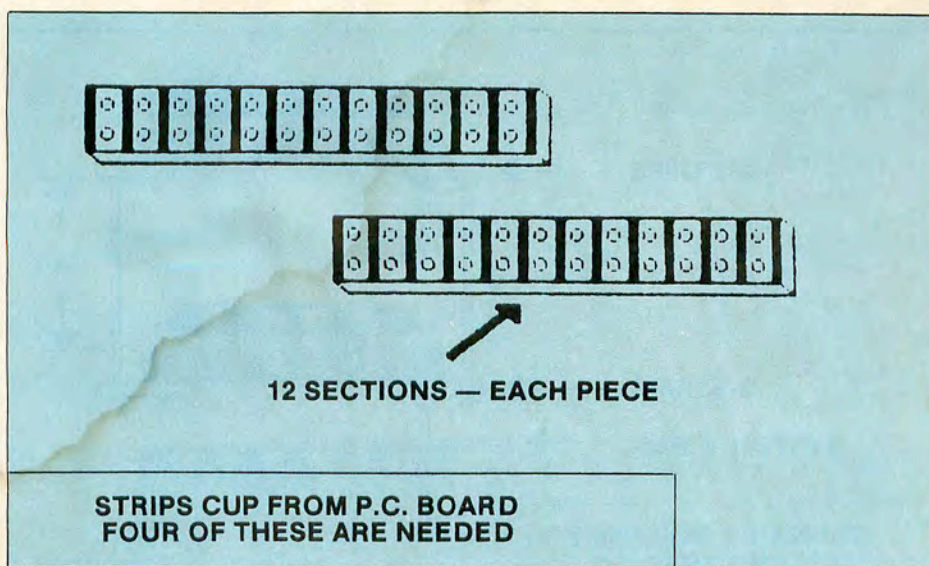 12 SECTIONS — EACH PIECE
STRIPS CUP FROM P.C. BOARD
FOUR OF THESE ARE NEEDED